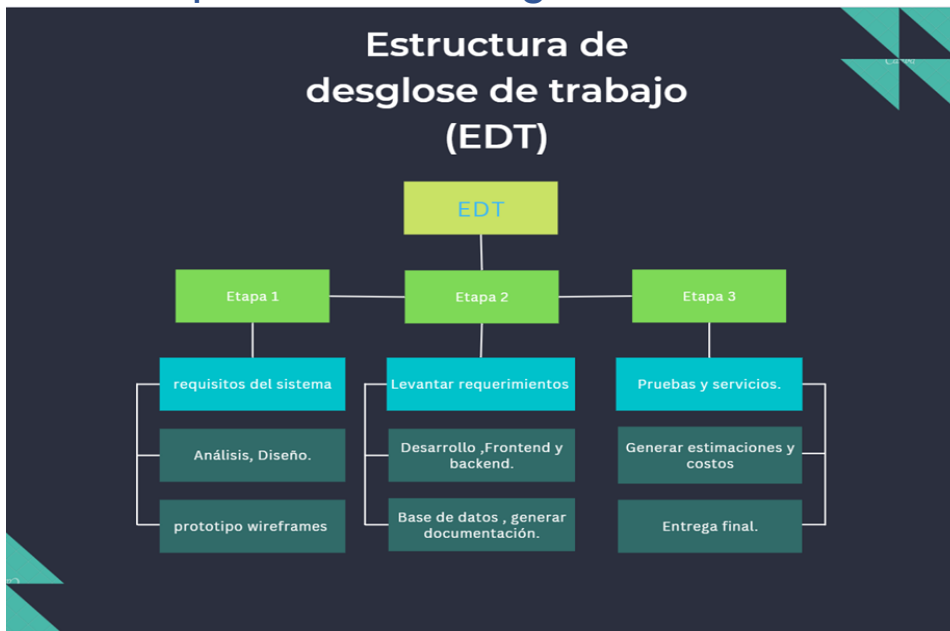 Estructura de
desglose de trabajo
(EDT)
EDT
Etapa 1
Etapa 2
Etapa 3
requisitos del sistema
Levantar requerimientos
Pruebas y servicios.
Análisis, Diseño.
Desarrollo ,Frontend y
backend.
Generar estimaciones y
costos
prototipo wireframes
Base de datos , generar
documentación.
Entrega final.